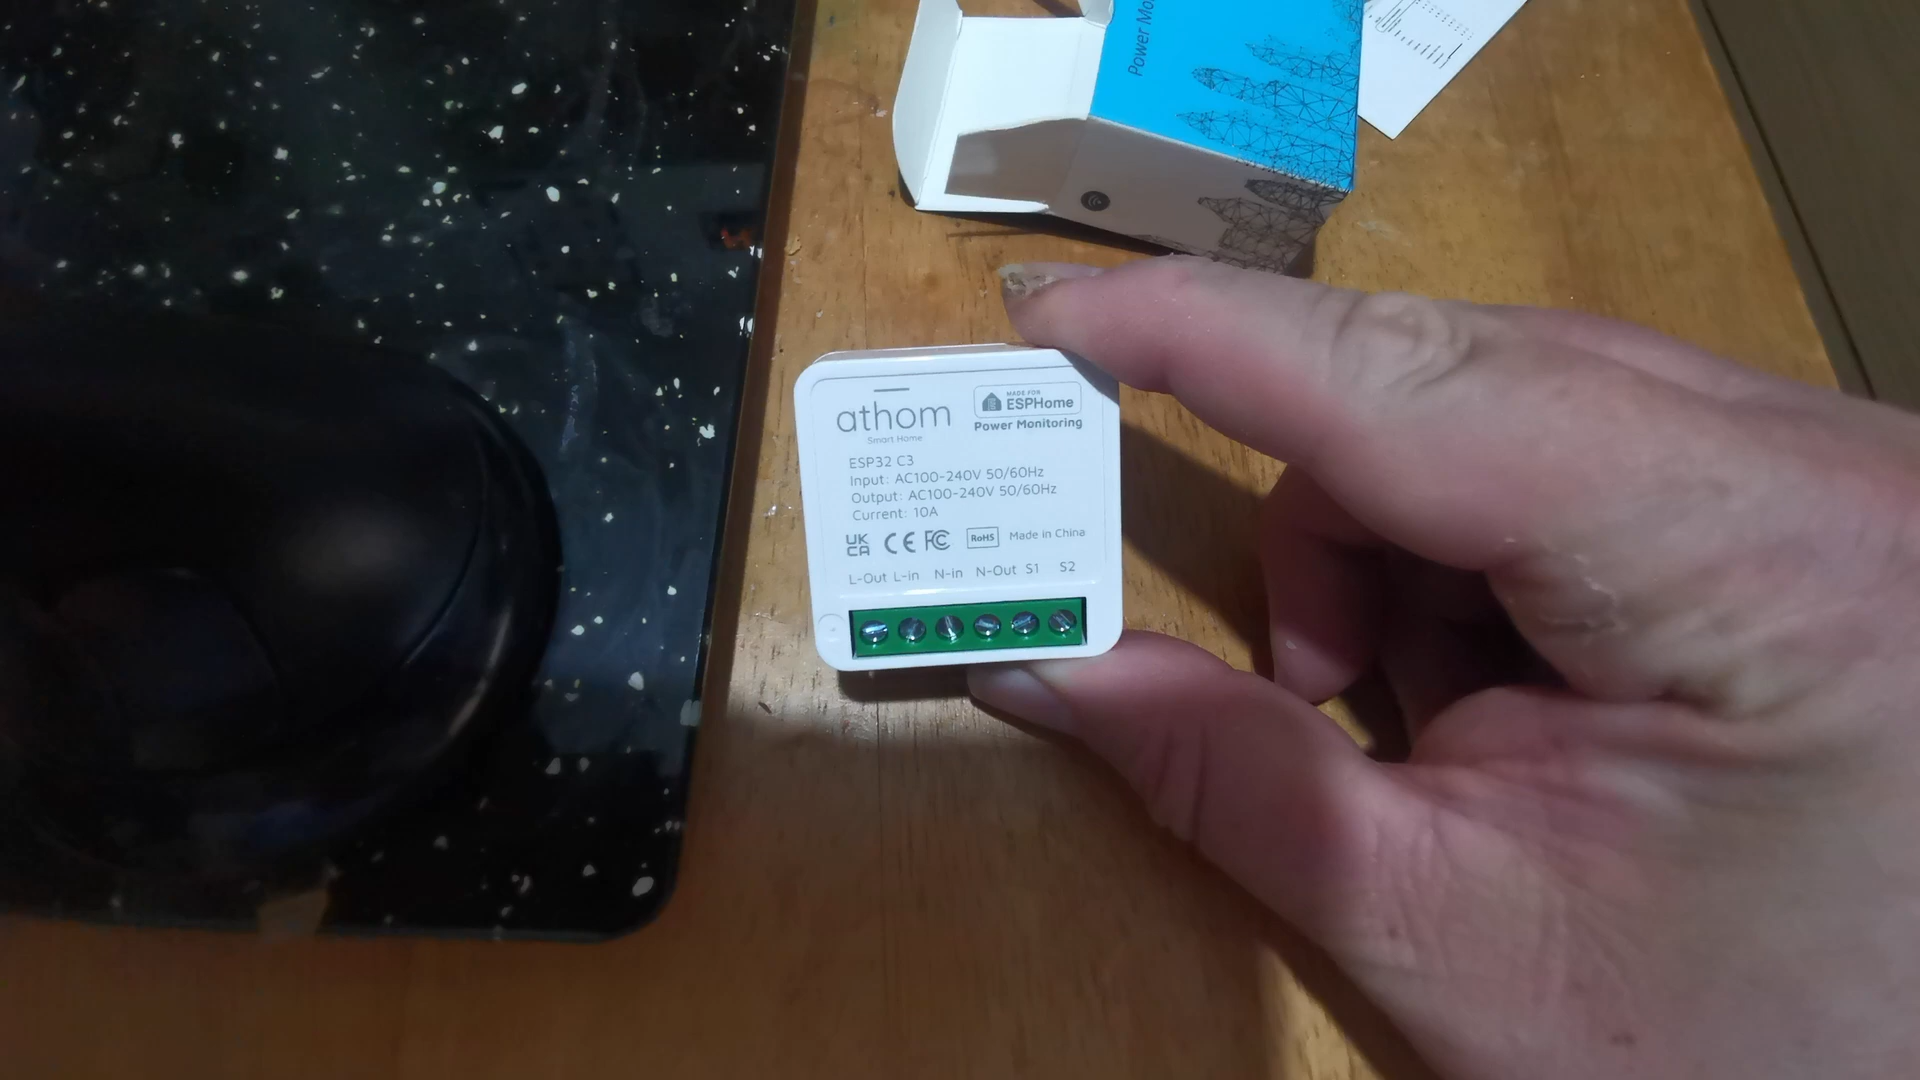 Power Mo
athom
Smart Home
MADE FOR
ESPHome
Power Monitoring
ESP32 C3
Input: AC100-240V 50/60Hz
Output: AC100-240V 50/60Hz
Current: 10A
UK
CA CE FC RoHS Made in China
L-Out L-in N-in N-Out S1 S2